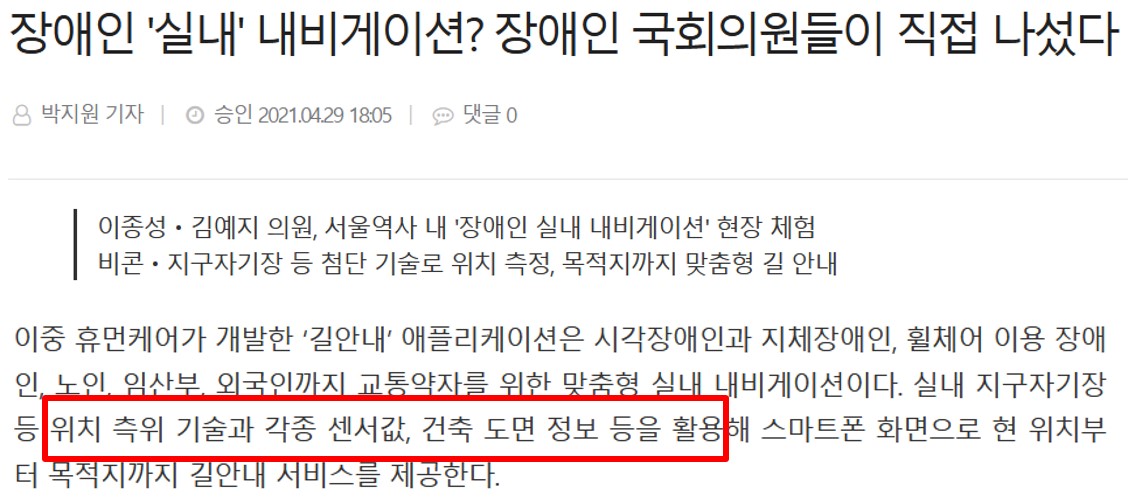 장애인 '실내' 내비게이션? 장애인 국회의원들이 직접 나섰다
박지원 기자 | 승인 2021.04.29 18:05 | 댓글 0
이종성·김예지 의원, 서울역사 내 '장애인 실내 내비게이션' 현장 체험
비콘·지구자기장 등 첨단 기술로 위치 측정, 목적지까지 맞춤형 길 안내
이중 휴먼케어가 개발한 ‘길안내’ 애플리케이션은 시각장애인과 지체장애인, 휠체어 이용 장애
인, 노인, 임산부, 외국인까지 교통약자를 위한 맞춤형 실내 내비게이션이다. 실내 지구자기장
등 위치 측위 기술과 각종 센서값, 건축 도면 정보 등을 활용해 스마트폰 화면으로 현 위치부
터 목적지까지 길안내 서비스를 제공한다.